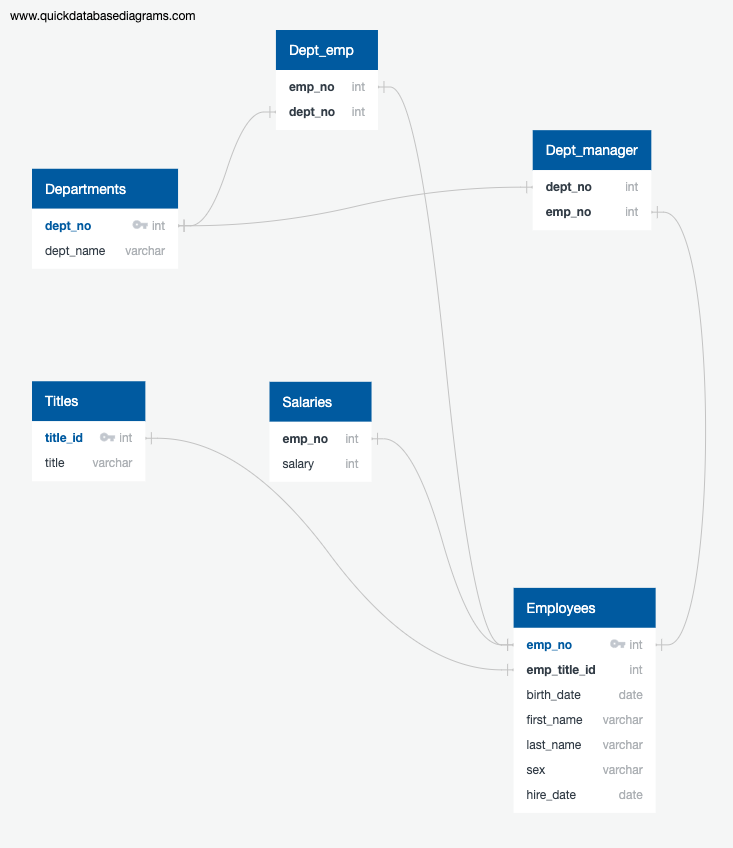 www.quickdatabasediagrams.com
Dept_emp
emp_no int
dept_no int
Dept_manager
dept_no int
emp_no int
Departments
dept_no int
dept_name varchar
Titles
title_id int
title varchar
Salaries
emp_no int
salary int
Employees
emp_no int
emp_title_id int
birth_date date
first_name varchar
last_name varchar
sex varchar
hire_date date